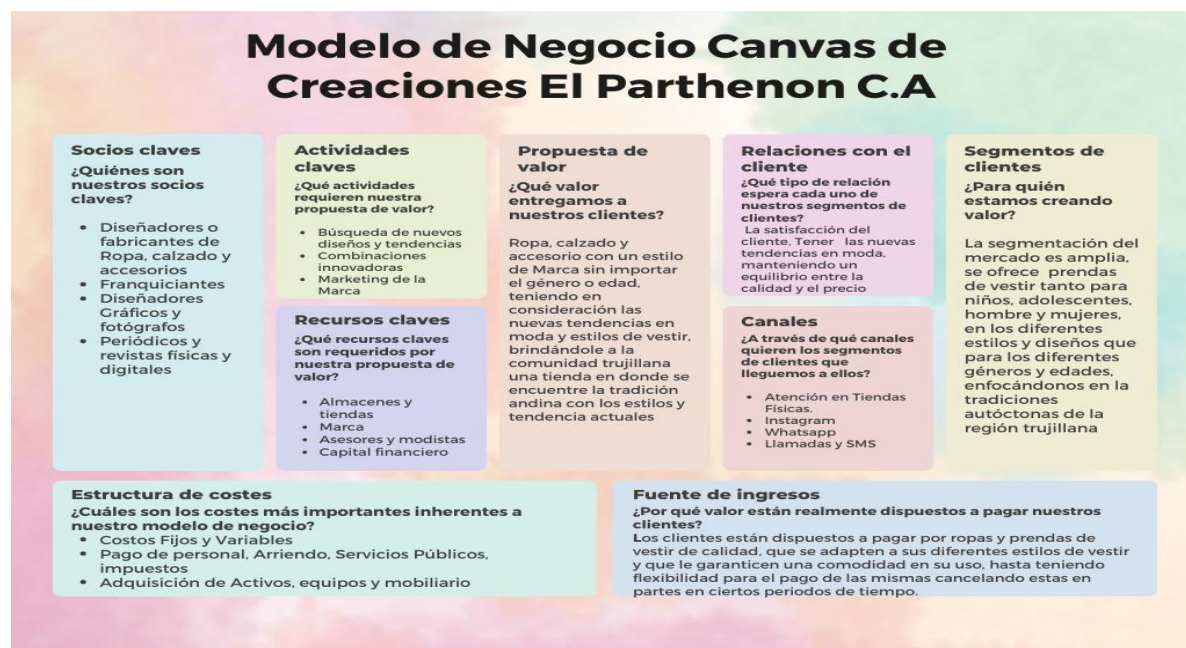 Modelo de Negocio Canvas de
Creaciones El Parthenon C.A
Socios claves
¿Quiénes son
nuestros socios
claves?
• Diseñadores o
fabricantes de
Ropa, calzado y
accesorios
• Franquiciantes
• Diseñadores
Gráficos y
fotógrafos
• Periódicos y
revistas físicas y
digitales
Actividades
claves
¿Qué actividades
requieren nuestra
propuesta de valor?
• Búsqueda de nuevos
diseños y tendencias
• Combinaciones
innovadoras
• Marketing de la
Marca
Recursos claves
¿Qué recursos claves
son requeridos por
nuestra propuesta de
valor?
• Almacenes y
tiendas
• Marca
• Asesores y modistas
• Capital financiero
Propuesta de
valor
¿Qué valor
entregamos a
nuestros clientes?
Ropa, calzado y
accesorio con un estilo
de Marca sin importar
el género o edad,
teniendo en
consideración las
nuevas tendencias en
moda y estilos de vestir,
brindándole a la
comunidad trujillana
una tienda en donde se
encuentre la tradición
andina con los estilos y
tendencia actuales
Relaciones con el
cliente
¿Qué tipo de relación
espera cada uno de
nuestros segmentos de
clientes?
La satisfacción del
cliente, Tener las nuevas
tendencias en moda,
manteniendo un
equilibrio entre la
calidad y el precio
Canales
¿A través de qué canales
quieren los segmentos
de clientes que
lleguemos a ellos?
• Atención en Tiendas
Físicas.
• Instagram
• Whatsapp
• Llamadas y SMS
Segmentos de
clientes
¿Para quién
estamos creando
valor?
La segmentación del
mercado es amplia,
se ofrece prendas
de vestir tanto para
niños, adolescentes,
hombre y mujeres,
en los diferentes
estilos y diseños que
para los diferentes
géneros y edades,
enfocándonos en la
tradiciones
autóctonas de la
región trujillana
Estructura de costes
¿Cuáles son los costes más importantes inherentes a
nuestro modelo de negocio?
• Costos Fijos y Variables
• Pago de personal, Arriendo, Servicios Públicos,
impuestos
• Adquisición de Activos, equipos y mobiliario
Fuente de ingresos
¿Por qué valor están realmente dispuestos a pagar nuestros
clientes?
Los clientes están dispuestos a pagar por ropas y prendas de
vestir de calidad, que se adapten a sus diferentes estilos de vestir
y que le garanticen una comodidad en su uso, hasta teniendo
flexibilidad para el pago de las mismas cancelando estas en
partes en ciertos periodos de tiempo.